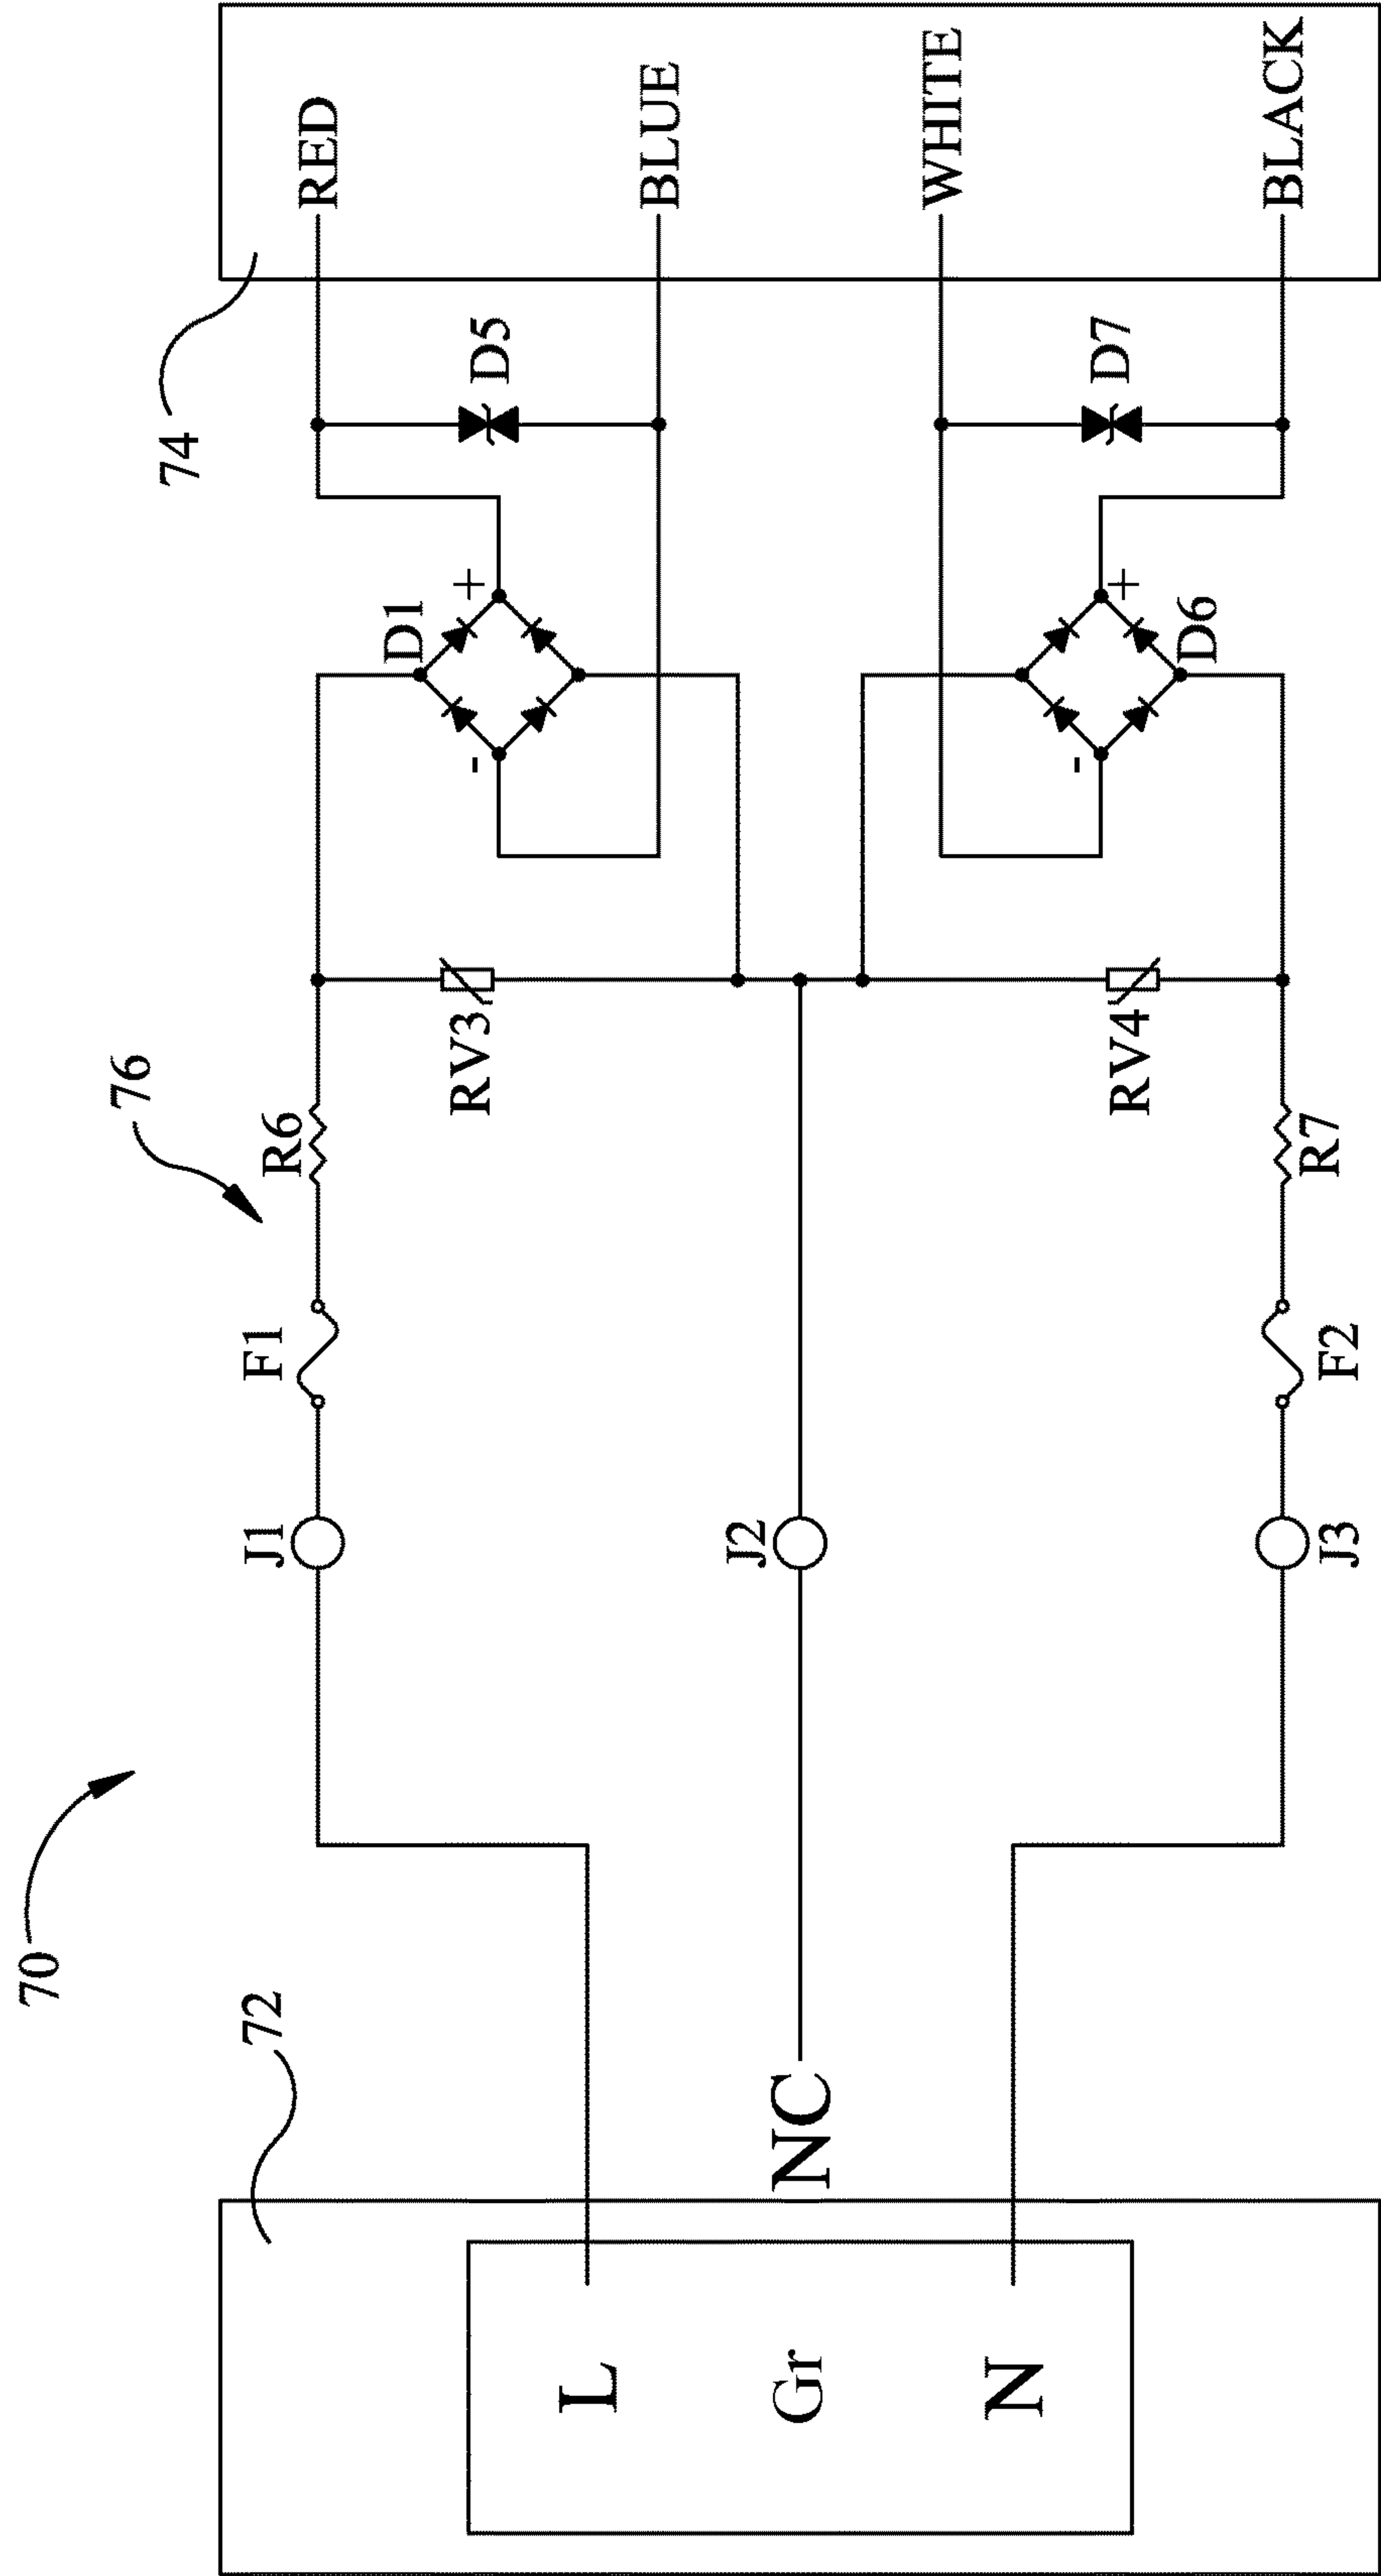 70
72
L
Gr
N
NC
J1
J2
J3
F1
F2
76
R6
R7
RV3
RV4
D1
+
-
D6
+
-
74
D5
D7
RED
BLUE
WHITE
BLACK